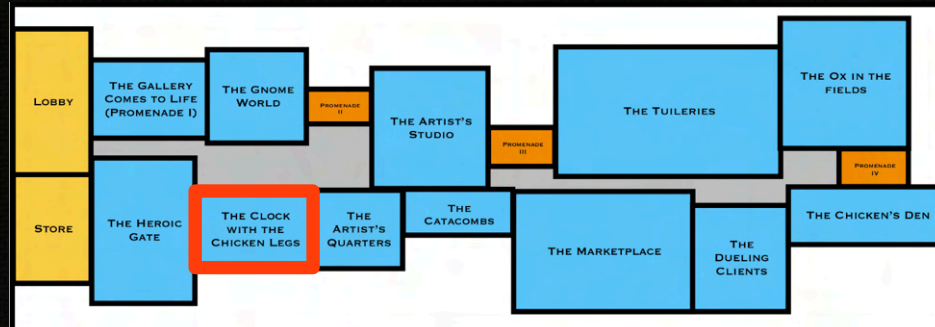 Lobby
The Gallery
Comes to Life
(Promenade I)
The Gnome
World
Promenade
II
The Artist's
Studio
Promenade
III
The Tuileries
The Ox in the
fields
Promenade
IV
Store
The Heroic
Gate
The Clock
with the
Chicken Legs
The
Artist's
Quarters
The
Catacombs
The Marketplace
The
Dueling
Clients
The Chicken's Den